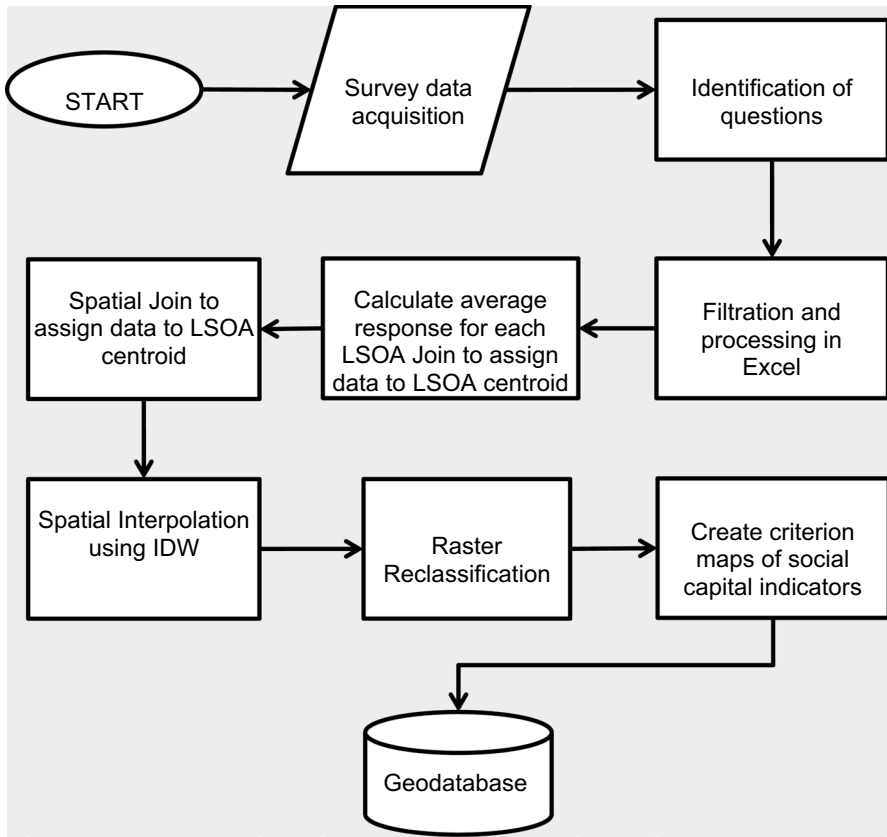 START
Survey data
acquisition
Identification of
questions
Filtration and
processing in
Excel
Calculate average
response for each
LSOA Join to assign
data to LSOA centroid
Spatial Join to
assign data to LSOA
centroid
Spatial Interpolation
using IDW
Raster
Reclassification
Create criterion
maps of social
capital indicators
Geodatabase